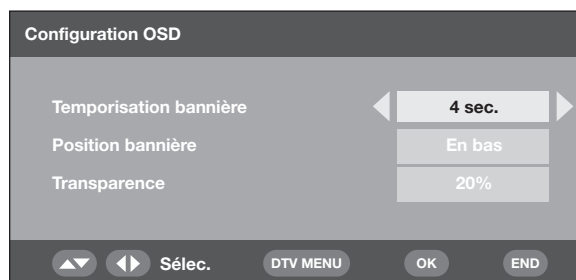 Configuration OSD
Temporisation bannière 4 sec.
Position bannière En bas
Transparence 20%
Sélec. DTV MENU OK END